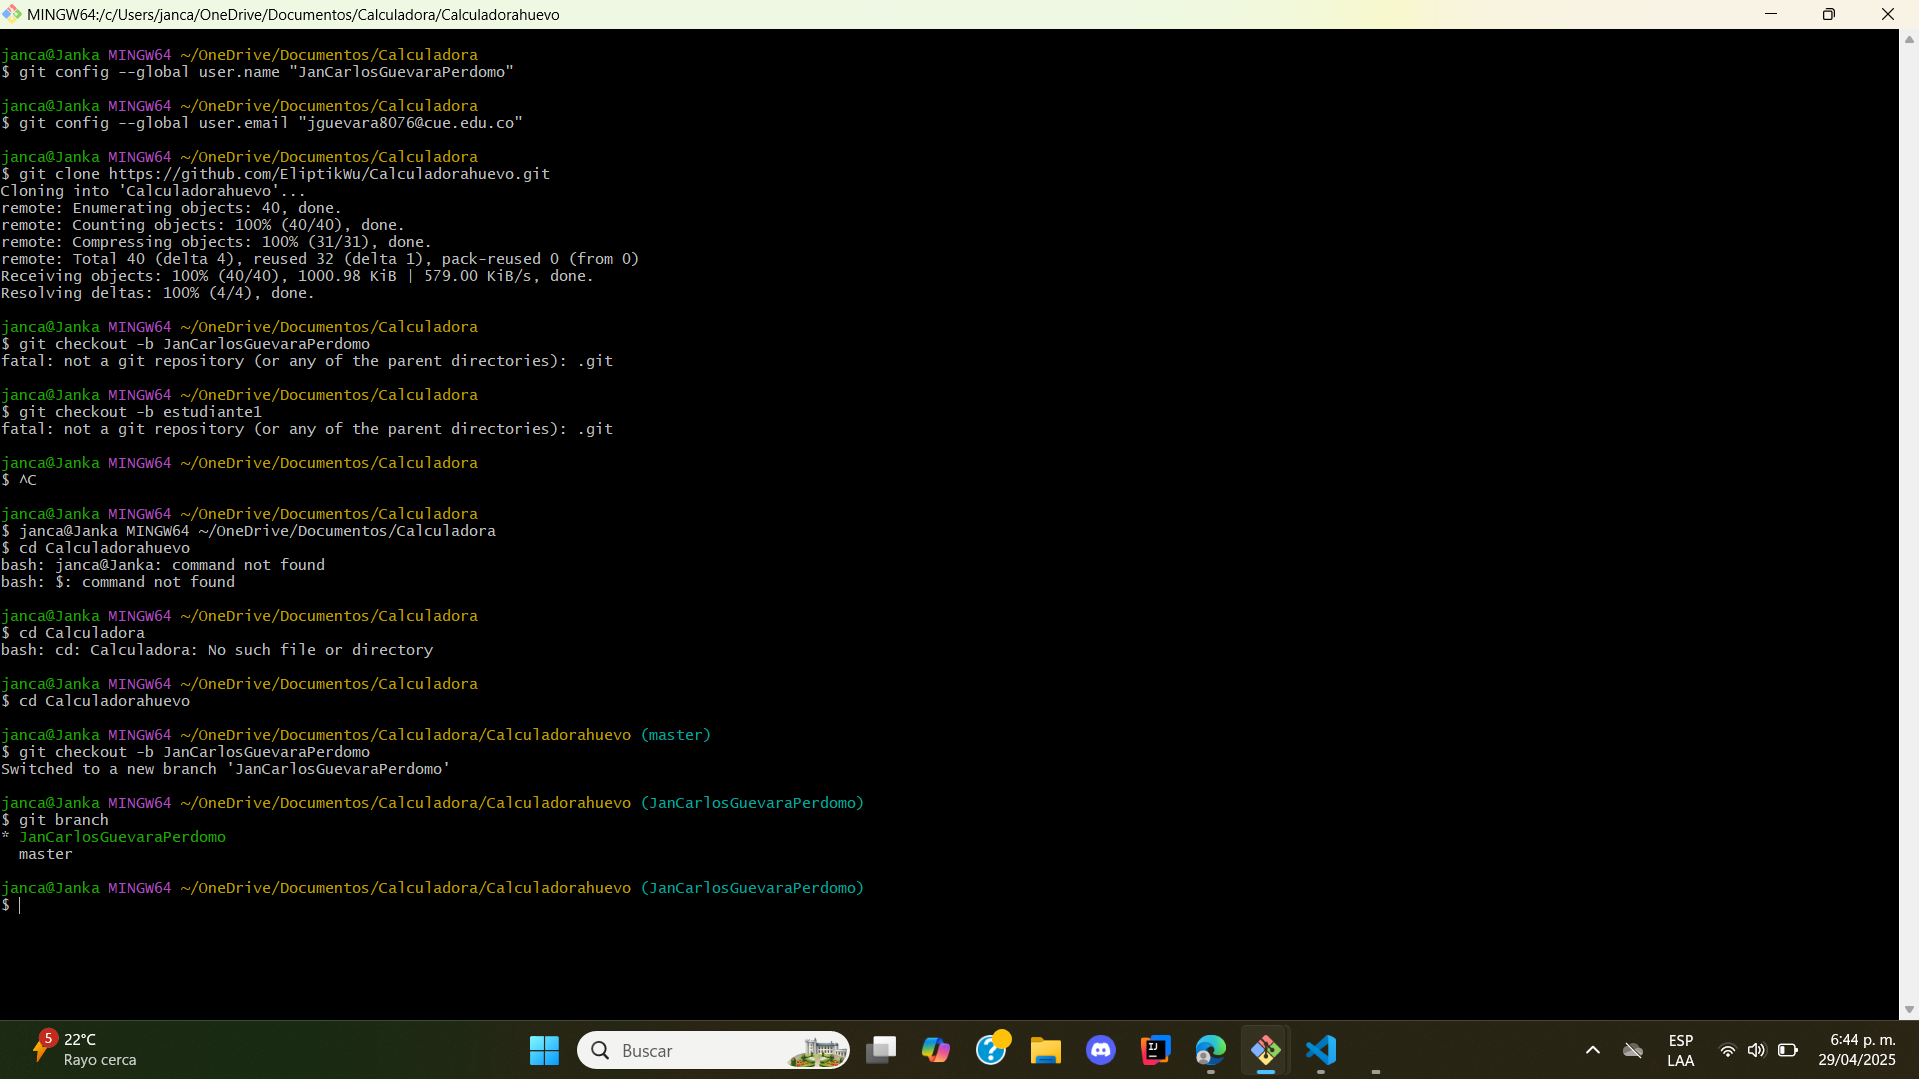 MINGW64:/c/Users/janca/OneDrive/Documentos/Calculadora/Calculadorahuevo
janca@Janka MINGW64 ~/OneDrive/Documentos/Calculadora
$ git config --global user.name "JanCarlosGuevaraPerdomo"
janca@Janka MINGW64 ~/OneDrive/Documentos/Calculadora
$ git config --global user.email "jguevara8076@cue.edu.co"
janca@Janka MINGW64 ~/OneDrive/Documentos/Calculadora
$ git clone https://github.com/EliptikWu/Calculadorahuevo.git
Cloning into 'Calculadorahuevo'...
remote: Enumerating objects: 40, done.
remote: Counting objects: 100% (40/40), done.
remote: Compressing objects: 100% (31/31), done.
remote: Total 40 (delta 4), reused 32 (delta 1), pack-reused 0 (from 0)
Receiving objects: 100% (40/40), 1000.98 KiB | 579.00 KiB/s, done.
Resolving deltas: 100% (4/4), done.
janca@Janka MINGW64 ~/OneDrive/Documentos/Calculadora
$ git checkout -b JanCarlosGuevaraPerdomo
fatal: not a git repository (or any of the parent directories): .git
janca@Janka MINGW64 ~/OneDrive/Documentos/Calculadora
$ git checkout -b estudiante1
fatal: not a git repository (or any of the parent directories): .git
janca@Janka MINGW64 ~/OneDrive/Documentos/Calculadora
$ ^C
janca@Janka MINGW64 ~/OneDrive/Documentos/Calculadora
$ janca@Janka MINGW64 ~/OneDrive/Documentos/Calculadora
$ cd Calculadorahuevo
bash: janca@Janka: command not found
bash: $: command not found
janca@Janka MINGW64 ~/OneDrive/Documentos/Calculadora
$ cd Calculadora
bash: cd: Calculadora: No such file or directory
janca@Janka MINGW64 ~/OneDrive/Documentos/Calculadora
$ cd Calculadorahuevo
janca@Janka MINGW64 ~/OneDrive/Documentos/Calculadora/Calculadorahuevo (master)
$ git checkout -b JanCarlosGuevaraPerdomo
Switched to a new branch 'JanCarlosGuevaraPerdomo'
janca@Janka MINGW64 ~/OneDrive/Documentos/Calculadora/Calculadorahuevo (JanCarlosGuevaraPerdomo)
$ git branch
* JanCarlosGuevaraPerdomo
master
janca@Janka MINGW64 ~/OneDrive/Documentos/Calculadora/Calculadorahuevo (JanCarlosGuevaraPerdomo)
$
5
22°C
Rayo cerca
Buscar
IJ
ESP
LAA
6:44 p. m.
29/04/2025